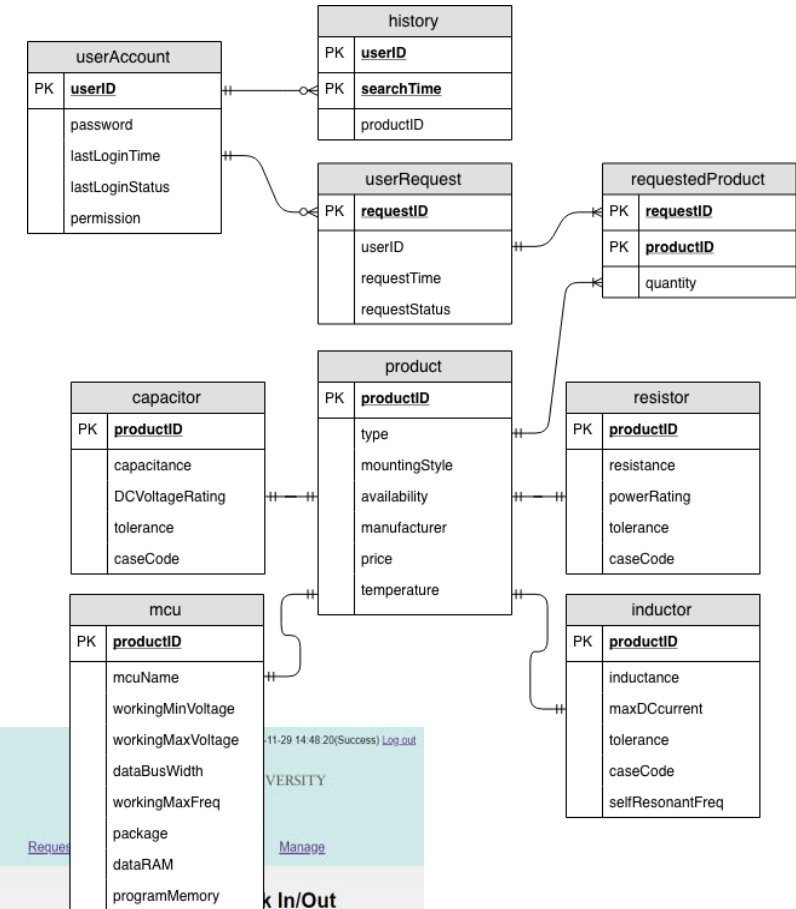 history
PK userID
PK searchTime
productID
userAccount
PK userID
password
lastLoginTime
lastLoginStatus
permission
userRequest
PK requestID
userID
requestTime
requestStatus
requestedProduct
PK requestID
PK productID
quantity
product
PK productID
type
mountingStyle
availability
manufacturer
price
temperature
capacitor
PK productID
capacitance
DCVoltageRating
tolerance
caseCode
resistor
PK productID
resistance
powerRating
tolerance
caseCode
mcu
PK productID
mcuName
workingMinVoltage
workingMaxVoltage
dataBusWidth
workingMaxFreq
package
dataRAM
programMemory
inductor
PK productID
inductance
maxDCcurrent
tolerance
caseCode
selfResonantFreq
-11-29 14:48:20(Success) Log out
VERSITY
Reques Manage
k In/Out